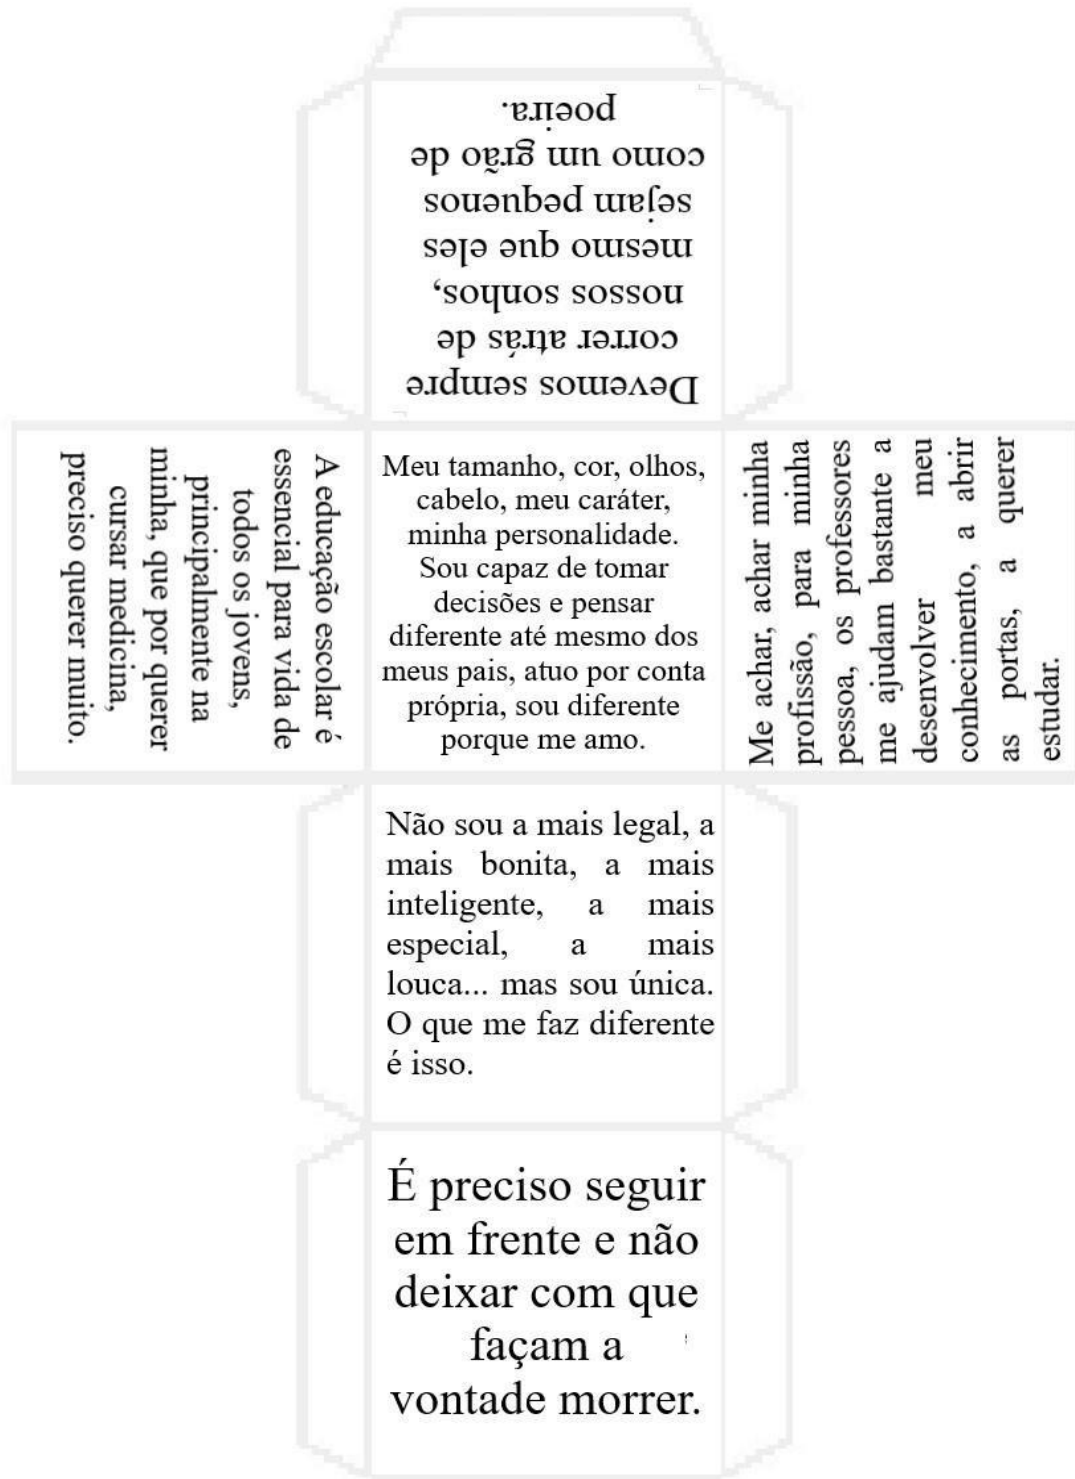 Devemos sempre
correr atrás de
nossos sonhos,
mesmo que eles
sejam pequenos
como um grão de
poeira.
A educação escolar é
essencial para vida de
todos os jovens,
principalmente na
minha, que por querer
cursar medicina,
preciso querer muito.
Meu tamanho, cor, olhos,
cabelo, meu caráter,
minha personalidade.
Sou capaz de tomar
decisões e pensar
diferente até mesmo dos
meus pais, atuo por conta
própria, sou diferente
porque me amo.
Me achar, achar minha
profissão, para minha
pessoa, os professores
me ajudam bastante a
desenvolver meu
conhecimento, a abrir
as portas, a querer
estudar.
Não sou a mais legal, a
mais bonita, a mais
inteligente, a mais
especial, a mais
louca... mas sou única.
O que me faz diferente
é isso.
É preciso seguir
em frente e não
deixar com que
façam a
vontade morrer.